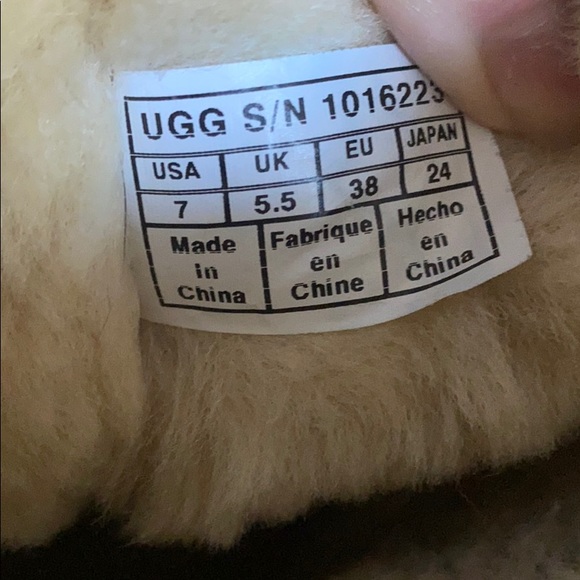 UGG S/N 1016223
USA UK EU JAPAN
7 5.5 38 24
Made in China
Fabrique en Chine
Hecho en China